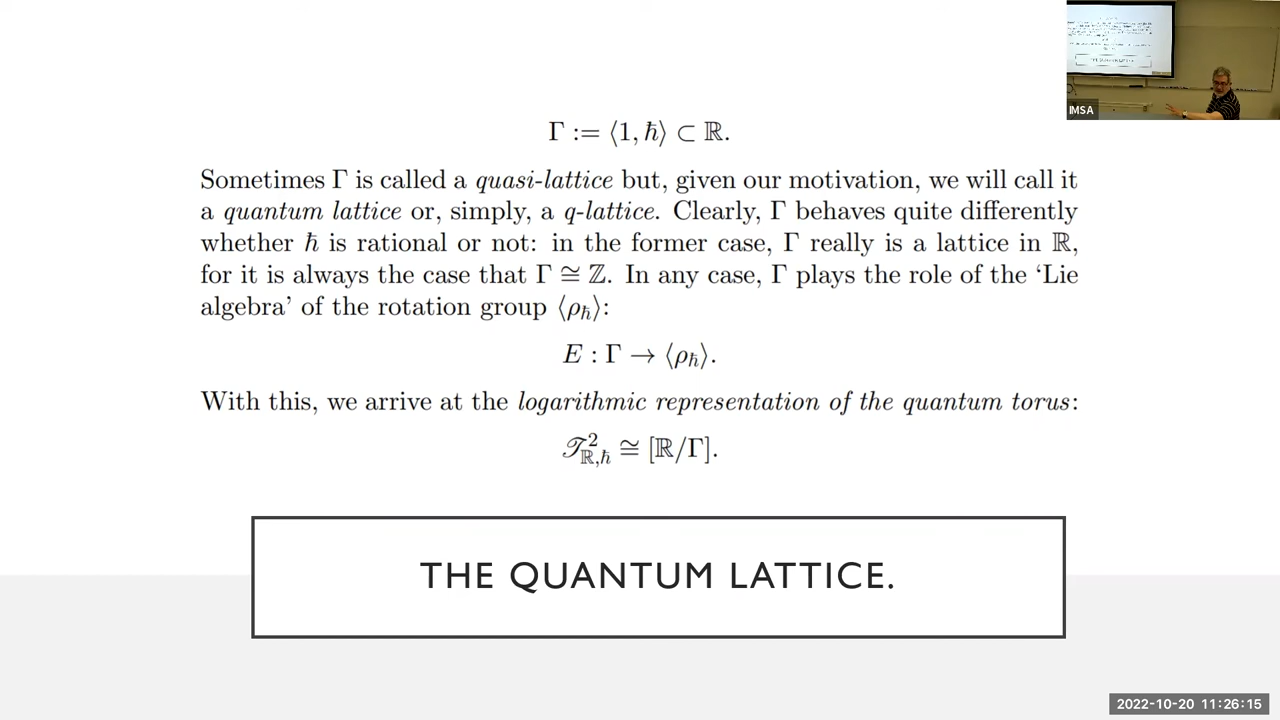 Γ := ⟨1, ħ⟩ ⊂ ℝ.
Sometimes Γ is called a quasi-lattice but, given our motivation, we will call it
a quantum lattice or, simply, a q-lattice. Clearly, Γ behaves quite differently
whether ħ is rational or not: in the former case, Γ really is a lattice in ℝ,
for it is always the case that Γ ≅ ℤ. In any case, Γ plays the role of the ‘Lie
algebra’ of the rotation group ⟨ρ_ħ⟩:
E : Γ → ⟨ρ_ħ⟩.
With this, we arrive at the logarithmic representation of the quantum torus:
𝒯²_{ℝ,ħ} ≅ [ℝ/Γ].
THE QUANTUM LATTICE.
IMSA
2022-10-20 11:26:15